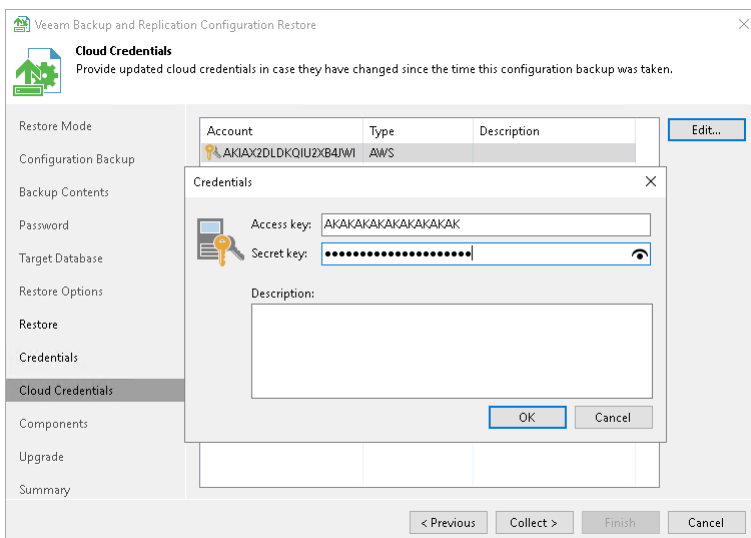 Veeam Backup and Replication Configuration Restore
Cloud Credentials
Provide updated cloud credentials in case they have changed since the time this configuration backup was taken.
Restore Mode
Configuration Backup
Backup Contents
Password
Target Database
Restore Options
Restore
Credentials
Cloud Credentials
Components
Upgrade
Summary
Account Type Description
AKIAX2DLDKQIU2XB4JWI AWS
Edit...
Credentials
Access key: AKAKAKAKAKAKAKAKAK
Secret key: ●●●●●●●●●●●●●●●●●●●●●
Description:
OK Cancel
< Previous Collect > Finish Cancel